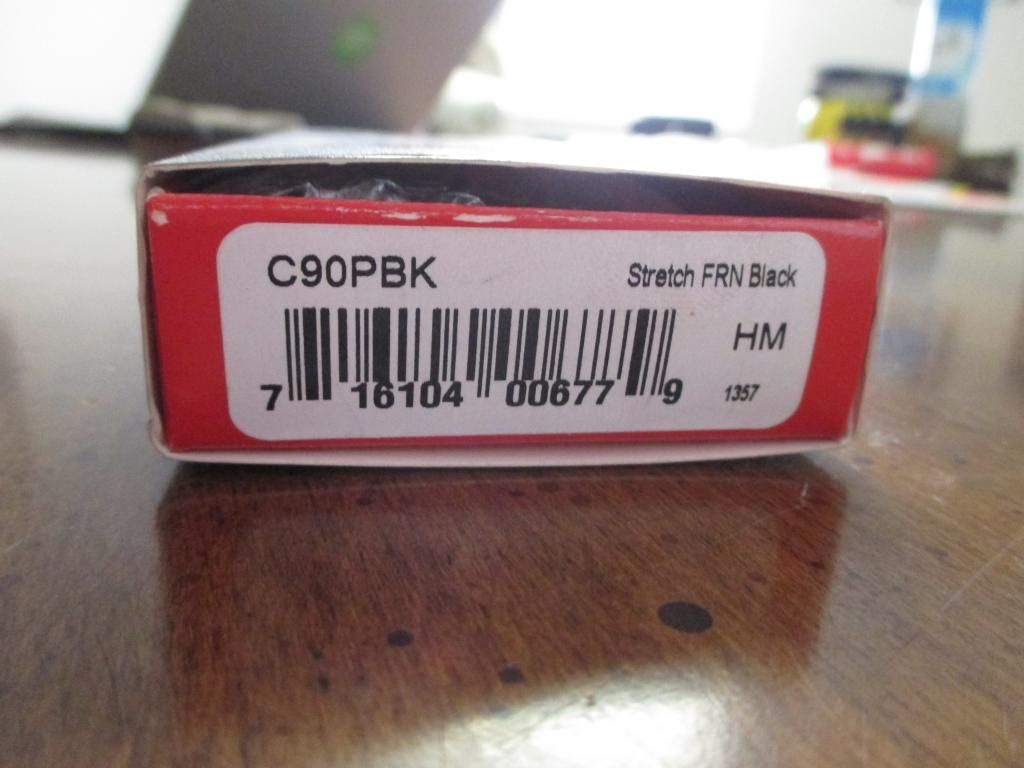 C90PBK
Stretch FRN Black
HM
7 16104 00677 9
1357